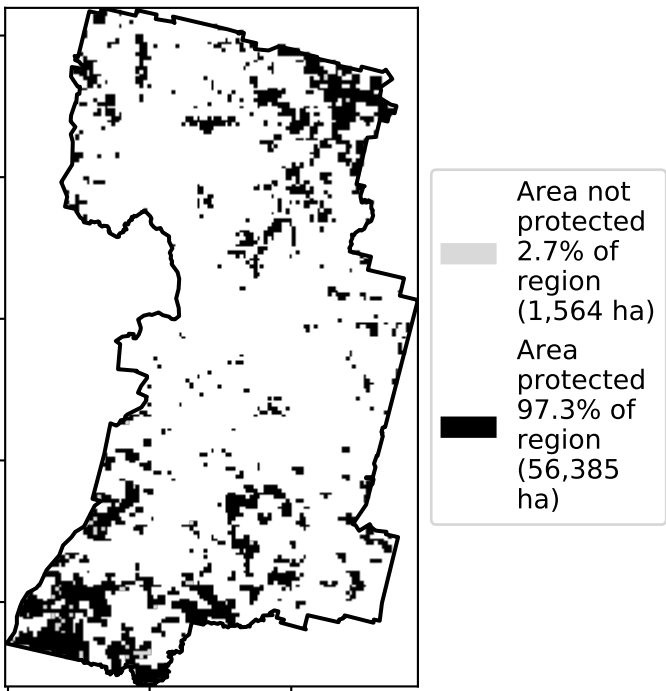 Area not
protected
2.7% of
region
(1,564 ha)
Area
protected
97.3% of
region
(56,385
ha)